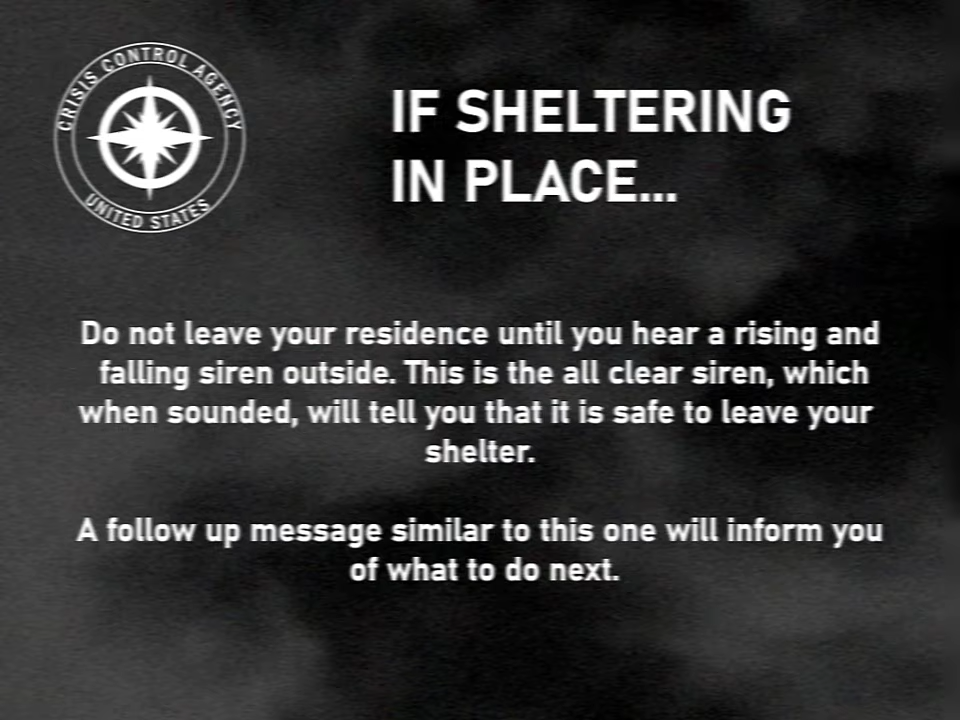 CRISIS CONTROL AGENCY
UNITED STATES
IF SHELTERING
IN PLACE...
Do not leave your residence until you hear a rising and
falling siren outside. This is the all clear siren, which
when sounded, will tell you that it is safe to leave your
shelter.
A follow up message similar to this one will inform you
of what to do next.